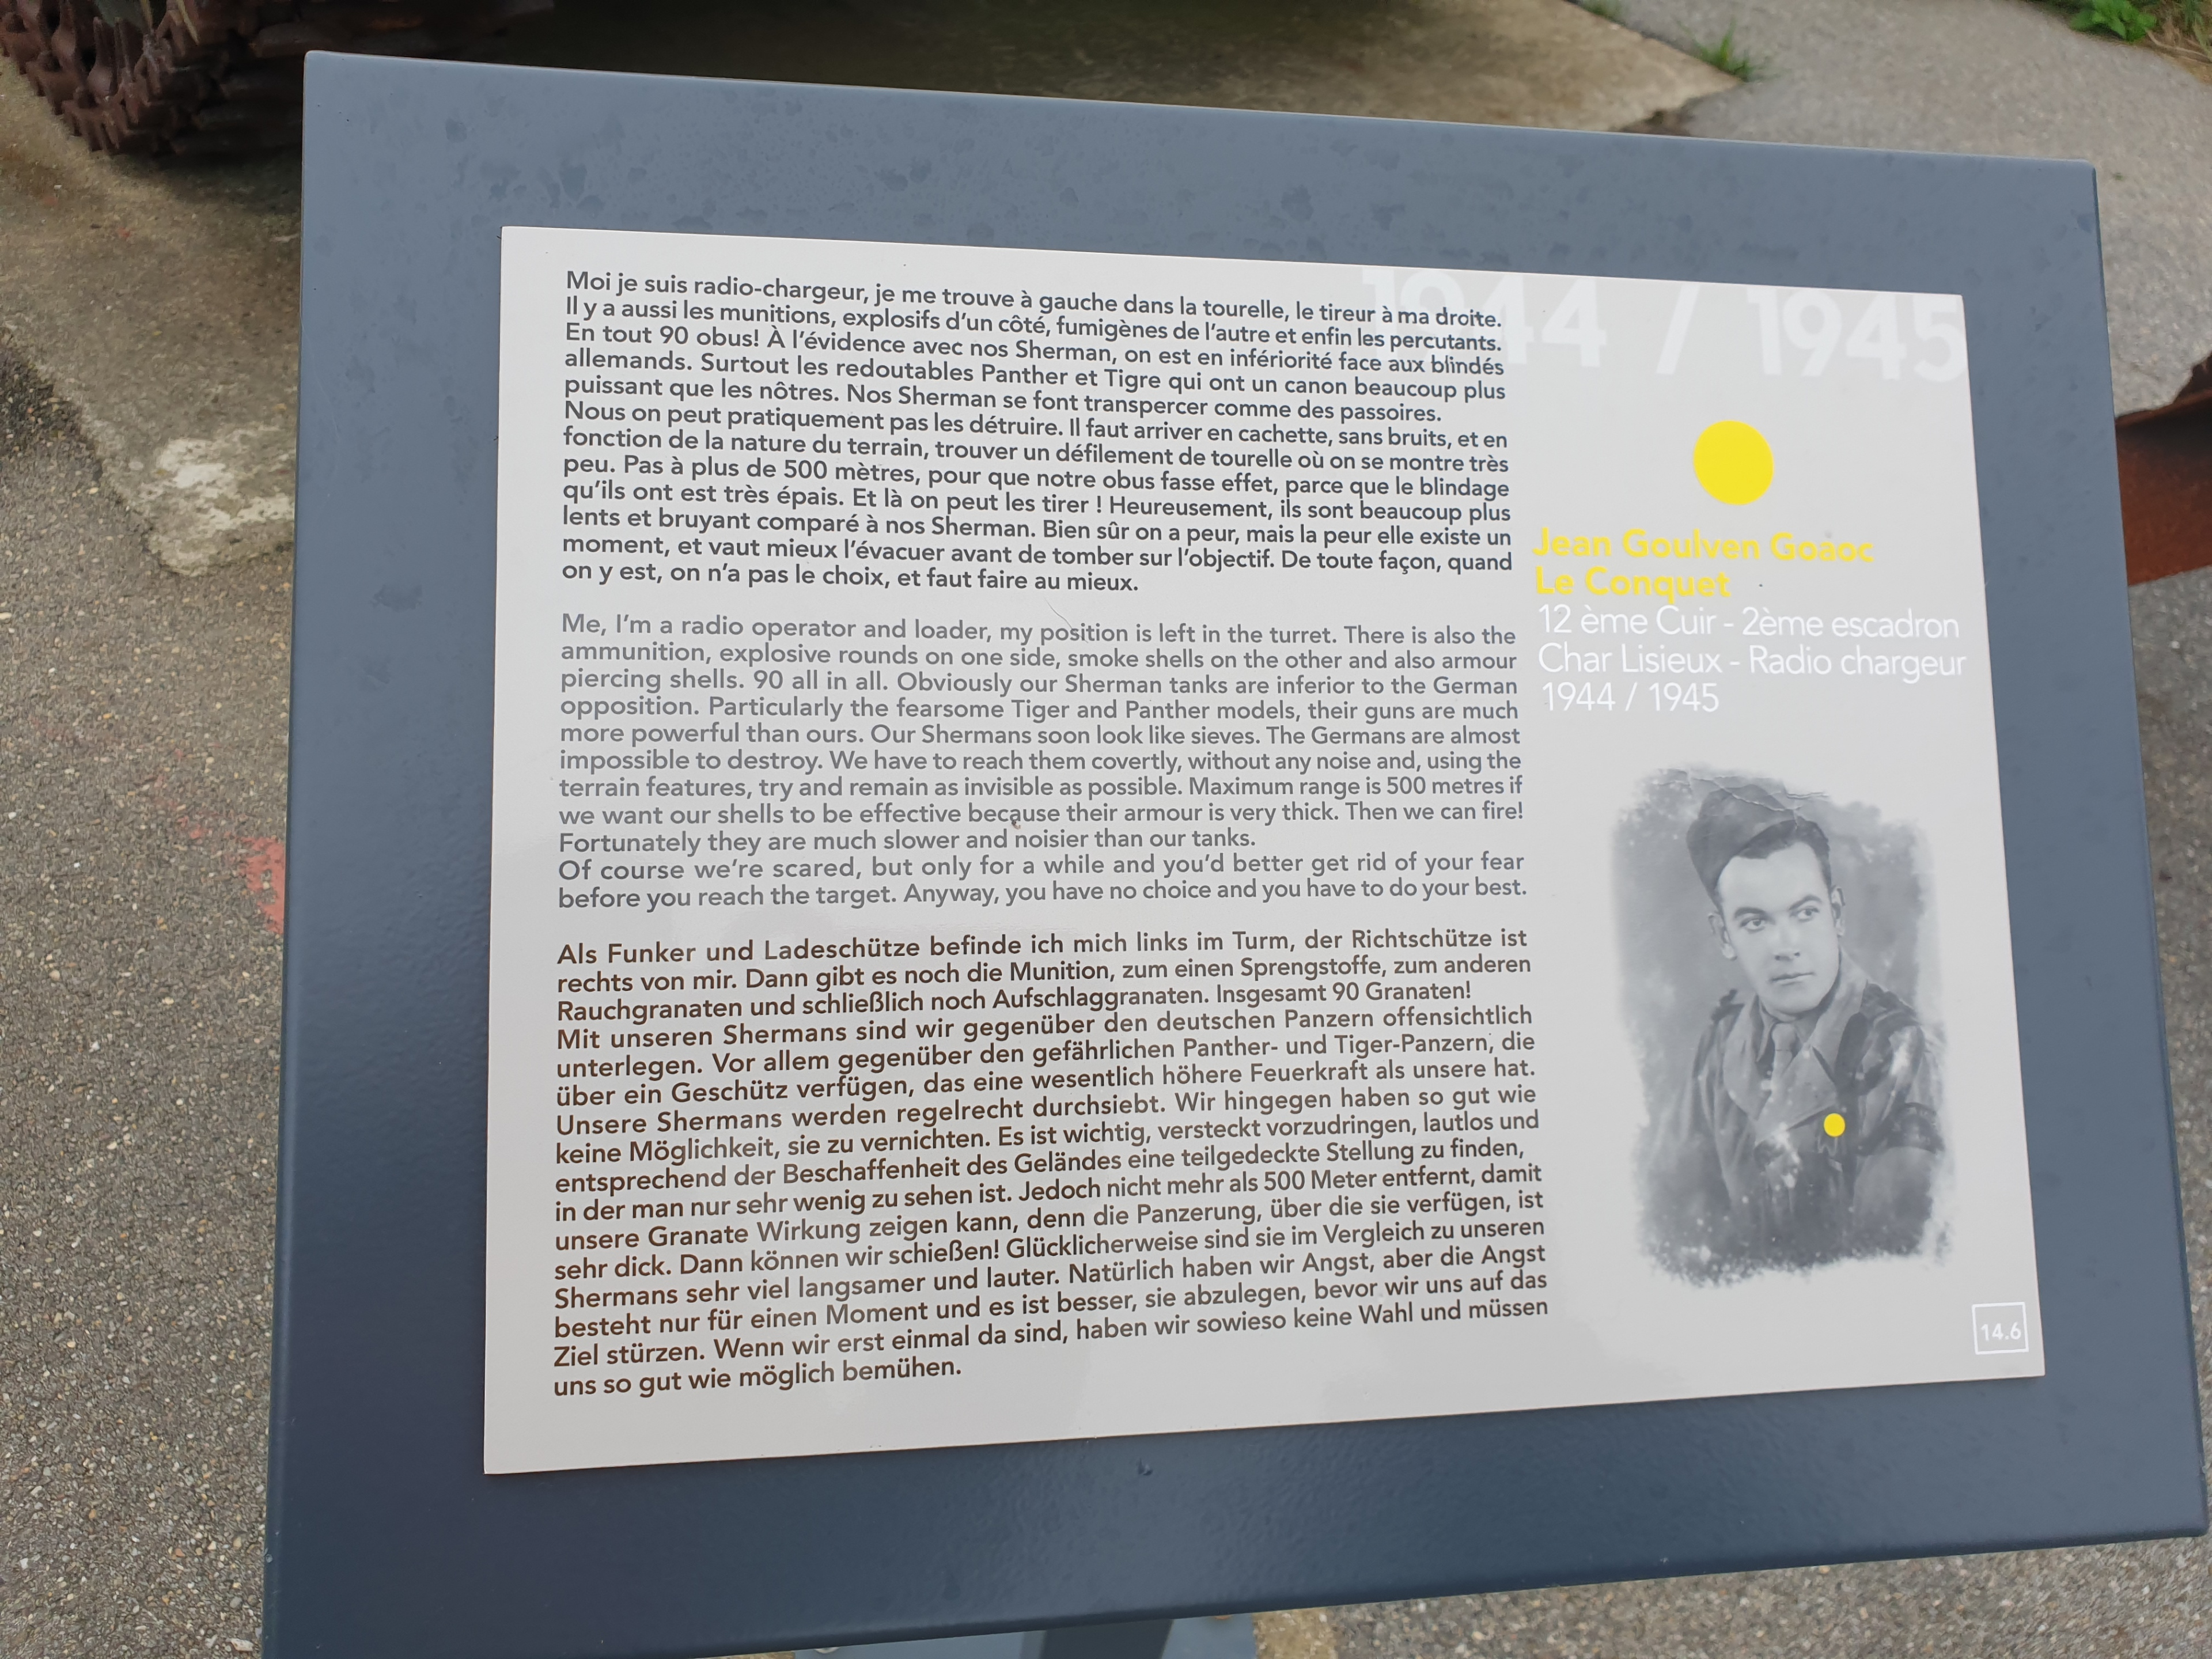 1944 / 1945
Moi je suis radio-chargeur, je me trouve à gauche dans la tourelle, le tireur à ma droite.
Il y a aussi les munitions, explosifs d'un côté, fumigènes de l'autre et enfin les percutants.
En tout 90 obus! À l'évidence avec nos Sherman, on est en infériorité face aux blindés
allemands. Surtout les redoutables Panther et Tigre qui ont un canon beaucoup plus
puissant que les nôtres. Nos Sherman se font transpercer comme des passoires.
Nous on peut pratiquement pas les détruire. Il faut arriver en cachette, sans bruits, et en
fonction de la nature du terrain, trouver un défilement de tourelle où on se montre très
peu. Pas à plus de 500 mètres, pour que notre obus fasse effet, parce que le blindage
qu'ils ont est très épais. Et là on peut les tirer ! Heureusement, ils sont beaucoup plus
lents et bruyant comparé à nos Sherman. Bien sûr on a peur, mais la peur elle existe un
moment, et vaut mieux l'évacuer avant de tomber sur l'objectif. De toute façon, quand
on y est, on n'a pas le choix, et faut faire au mieux.
Me, I'm a radio operator and loader, my position is left in the turret. There is also the
ammunition, explosive rounds on one side, smoke shells on the other and also armour
piercing shells. 90 all in all. Obviously our Sherman tanks are inferior to the German
opposition. Particularly the fearsome Tiger and Panther models, their guns are much
more powerful than ours. Our Shermans soon look like sieves. The Germans are almost
impossible to destroy. We have to reach them covertly, without any noise and, using the
terrain features, try and remain as invisible as possible. Maximum range is 500 metres if
we want our shells to be effective because their armour is very thick. Then we can fire!
Fortunately they are much slower and noisier than our tanks.
Of course we're scared, but only for a while and you'd better get rid of your fear
before you reach the target. Anyway, you have no choice and you have to do your best.
Als Funker und Ladeschütze befinde ich mich links im Turm, der Richtschütze ist
rechts von mir. Dann gibt es noch die Munition, zum einen Sprengstoffe, zum anderen
Rauchgranaten und schließlich noch Aufschlaggranaten. Insgesamt 90 Granaten!
Mit unseren Shermans sind wir gegenüber den deutschen Panzern offensichtlich
unterlegen. Vor allem gegenüber den gefährlichen Panther- und Tiger-Panzern, die
über ein Geschütz verfügen, das eine wesentlich höhere Feuerkraft als unsere hat.
Unsere Shermans werden regelrecht durchsiebt. Wir hingegen haben so gut wie
keine Möglichkeit, sie zu vernichten. Es ist wichtig, versteckt vorzudringen, lautlos und
entsprechend der Beschaffenheit des Geländes eine teilgedeckte Stellung zu finden,
in der man nur sehr wenig zu sehen ist. Jedoch nicht mehr als 500 Meter entfernt, damit
unsere Granate Wirkung zeigen kann, denn die Panzerung, über die sie verfügen, ist
sehr dick. Dann können wir schießen! Glücklicherweise sind sie im Vergleich zu unseren
Shermans sehr viel langsamer und lauter. Natürlich haben wir Angst, aber die Angst
besteht nur für einen Moment und es ist besser, sie abzulegen, bevor wir uns auf das
Ziel stürzen. Wenn wir erst einmal da sind, haben wir sowieso keine Wahl und müssen
uns so gut wie möglich bemühen.
Jean Goulven Goaoc
Le Conquet
12 ème Cuir - 2ème escadron
Char Lisieux - Radio chargeur
1944 / 1945
14.6